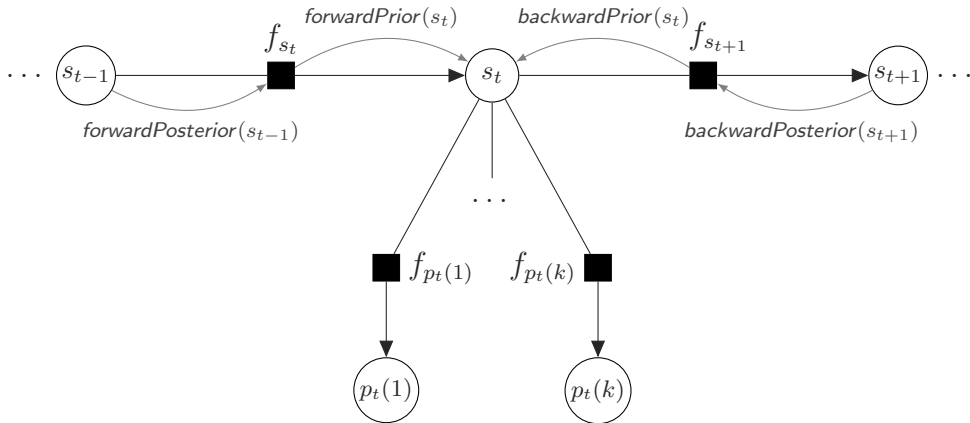 forwardPrior(s_t) backwardPrior(s_t)
f_{s_t} f_{s_{t+1}}
· · · s_{t−1} s_t s_{t+1} · · ·
forwardPosterior(s_{t−1}) backwardPosterior(s_{t+1})
· · ·
f_{p_t(1)} f_{p_t(k)}
p_t(1) p_t(k)